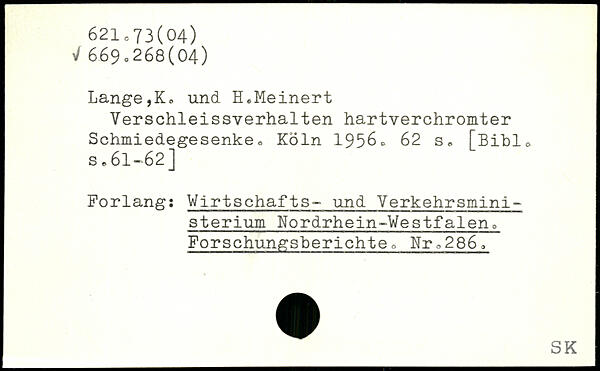 621.73(04)
√ 669.268(04)
Lange,K. und H.Meinert
Verschleissverhalten hartverchromter
Schmiedegesenke. Köln 1956. 62 s. [Bibl.
s.61-62]
Forlang: Wirtschafts- und Verkehrsmini-
sterium Nordrhein-Westfalen.
Forschungsberichte. Nr.286.
SK